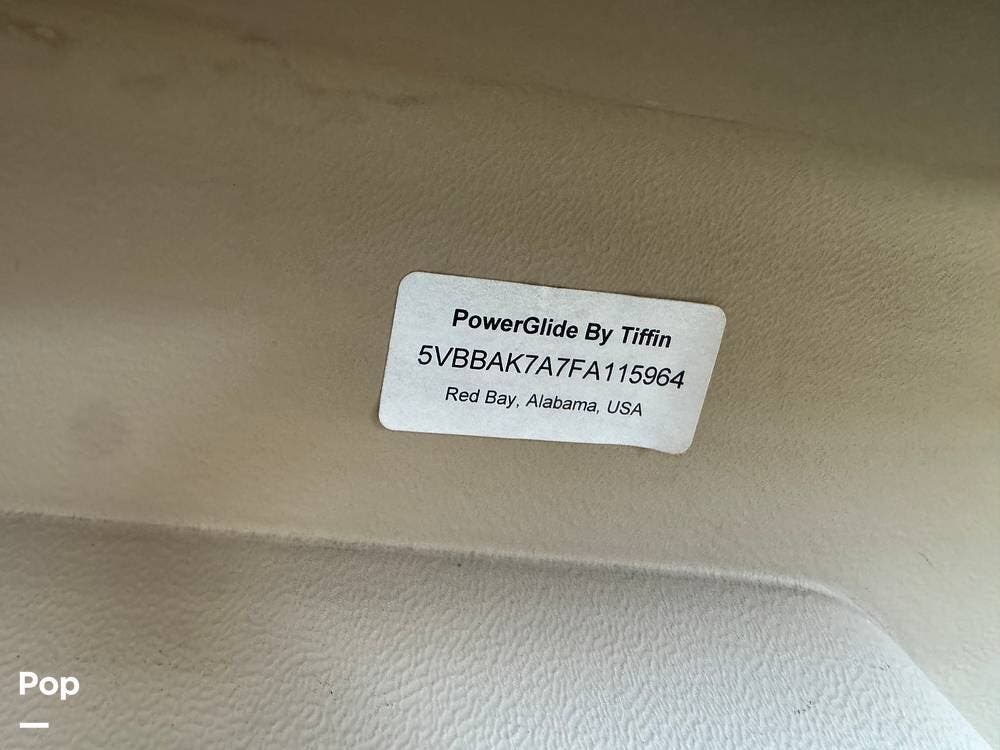 PowerGlide By Tiffin
5VBBAK7A7FA115964
Red Bay, Alabama, USA
Pop